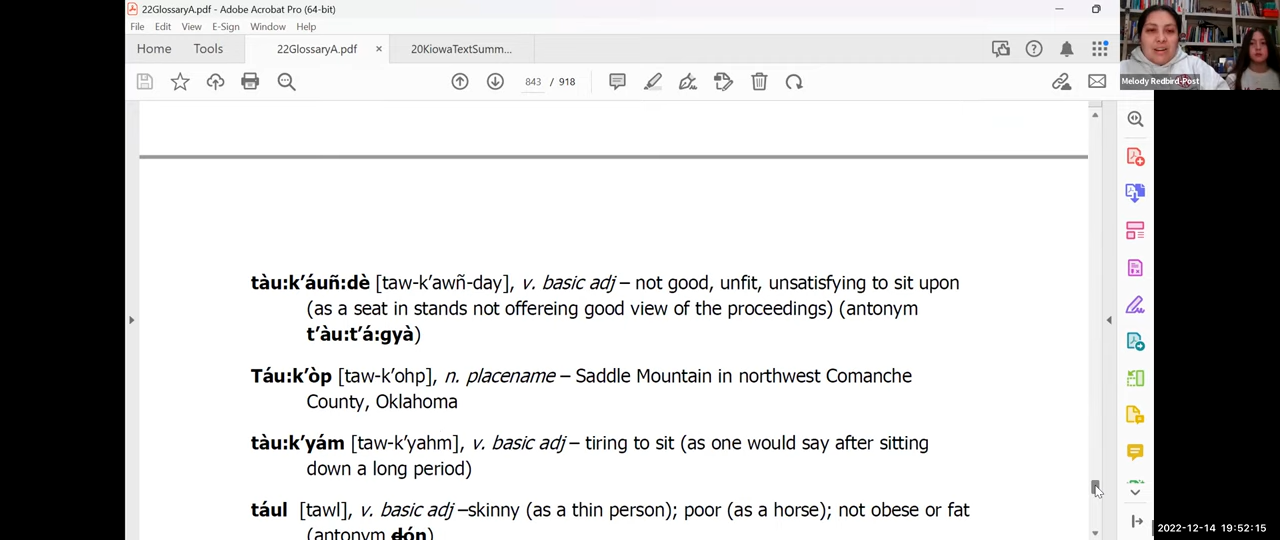 22GlossaryA.pdf - Adobe Acrobat Pro (64-bit)
File Edit View E-Sign Window Help
Home Tools 22GlossaryA.pdf × 20KiowaTextSumm...
843 / 918
Melody Redbird-Post
tàu:k'áuñ:dè [taw-k'awñ-day], v. basic adj – not good, unfit, unsatisfying to sit upon
(as a seat in stands not offereing good view of the proceedings) (antonym
t'àu:t'á:gyà)
Táu:k'òp [taw-k'ohp], n. placename – Saddle Mountain in northwest Comanche
County, Oklahoma
tàu:k'yám [taw-k'yahm], v. basic adj – tiring to sit (as one would say after sitting
down a long period)
tául [tawl], v. basic adj –skinny (as a thin person); poor (as a horse); not obese or fat
(antonym
2022-12-14 19:52:15